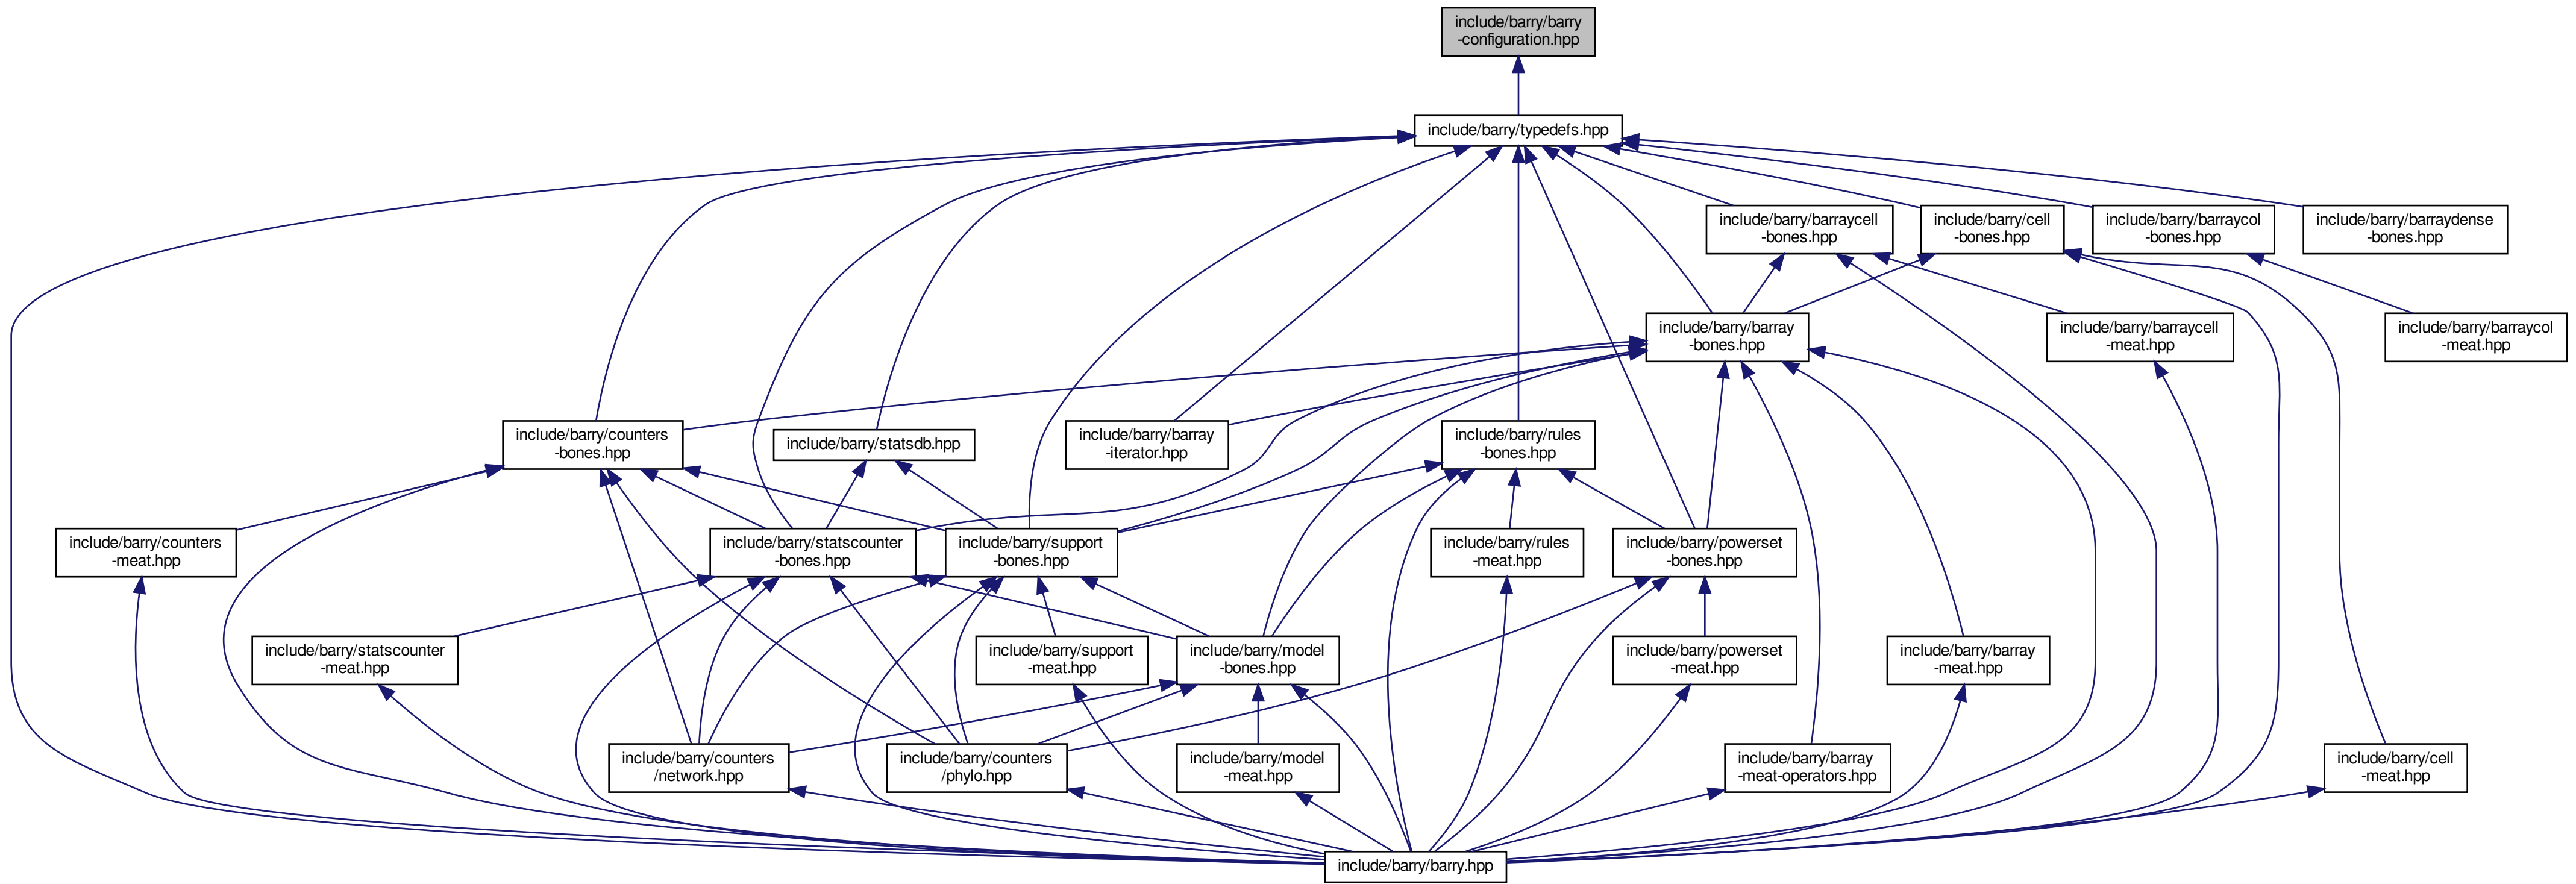 include/barry/barry
-configuration.hpp
include/barry/typedefs.hpp
include/barry/barraycell
-bones.hpp
include/barry/cell
-bones.hpp
include/barry/barraycol
-bones.hpp
include/barry/barraydense
-bones.hpp
include/barry/barray
-bones.hpp
include/barry/barraycell
-meat.hpp
include/barry/barraycol
-meat.hpp
include/barry/counters
-bones.hpp
include/barry/statsdb.hpp
include/barry/barray
-iterator.hpp
include/barry/rules
-bones.hpp
include/barry/counters
-meat.hpp
include/barry/statscounter
-bones.hpp
include/barry/support
-bones.hpp
include/barry/rules
-meat.hpp
include/barry/powerset
-bones.hpp
include/barry/statscounter
-meat.hpp
include/barry/support
-meat.hpp
include/barry/model
-bones.hpp
include/barry/powerset
-meat.hpp
include/barry/barray
-meat.hpp
include/barry/counters
/network.hpp
include/barry/counters
/phylo.hpp
include/barry/model
-meat.hpp
include/barry/barray
-meat-operators.hpp
include/barry/cell
-meat.hpp
include/barry/barry.hpp